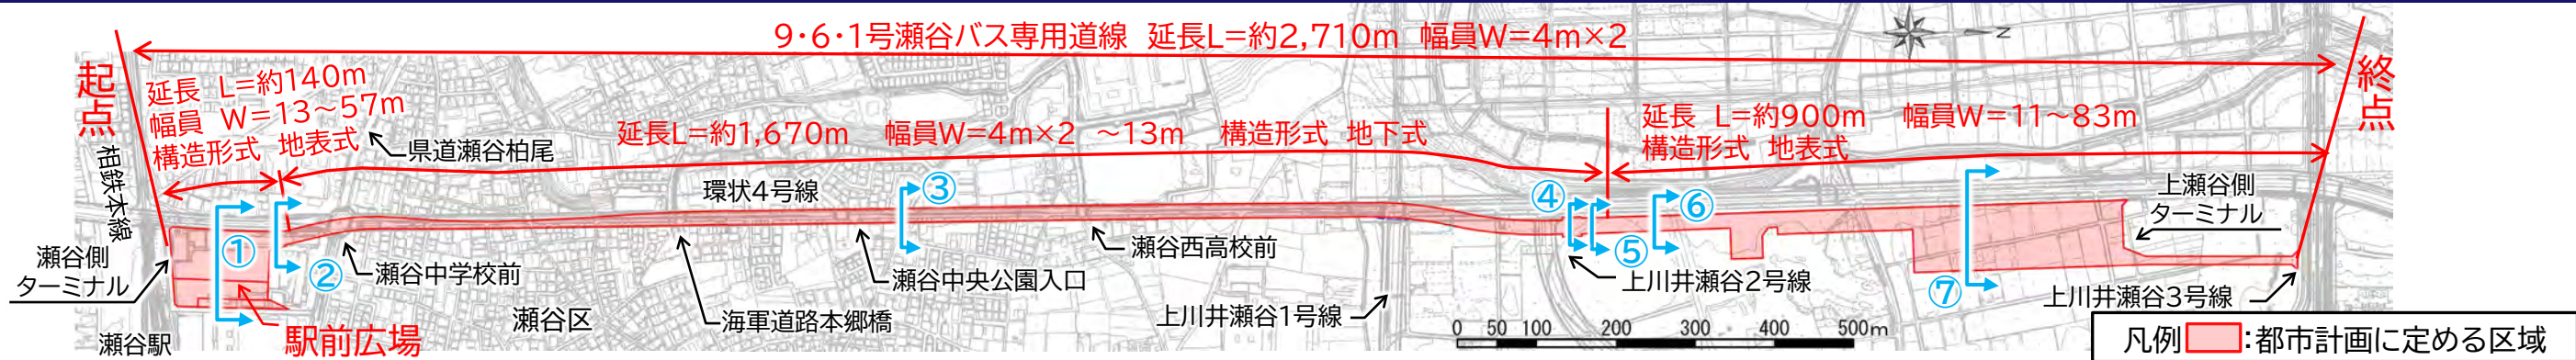 9・6・1号瀬谷バス専用道線 延長L=約2,710m 幅員W=4m×2
起点
終点
延長 L=約140m
幅員 W=13～57m
構造形式 地表式
延長L=約1,670m 幅員W=4m×2 ～13m 構造形式 地下式
延長 L=約900m 幅員W=11～83m
構造形式 地表式
N
相鉄本線
県道瀬谷柏尾
環状4号線
①
②
③
④
⑤
⑥
⑦
瀬谷側
ターミナル
上瀬谷側
ターミナル
瀬谷中学校前
瀬谷中央公園入口
瀬谷西高校前
上川井瀬谷2号線
上川井瀬谷3号線
瀬谷区
海軍道路本郷橋
上川井瀬谷1号線
瀬谷駅
駅前広場
0 50 100 200 300 400 500m
凡例 :都市計画に定める区域